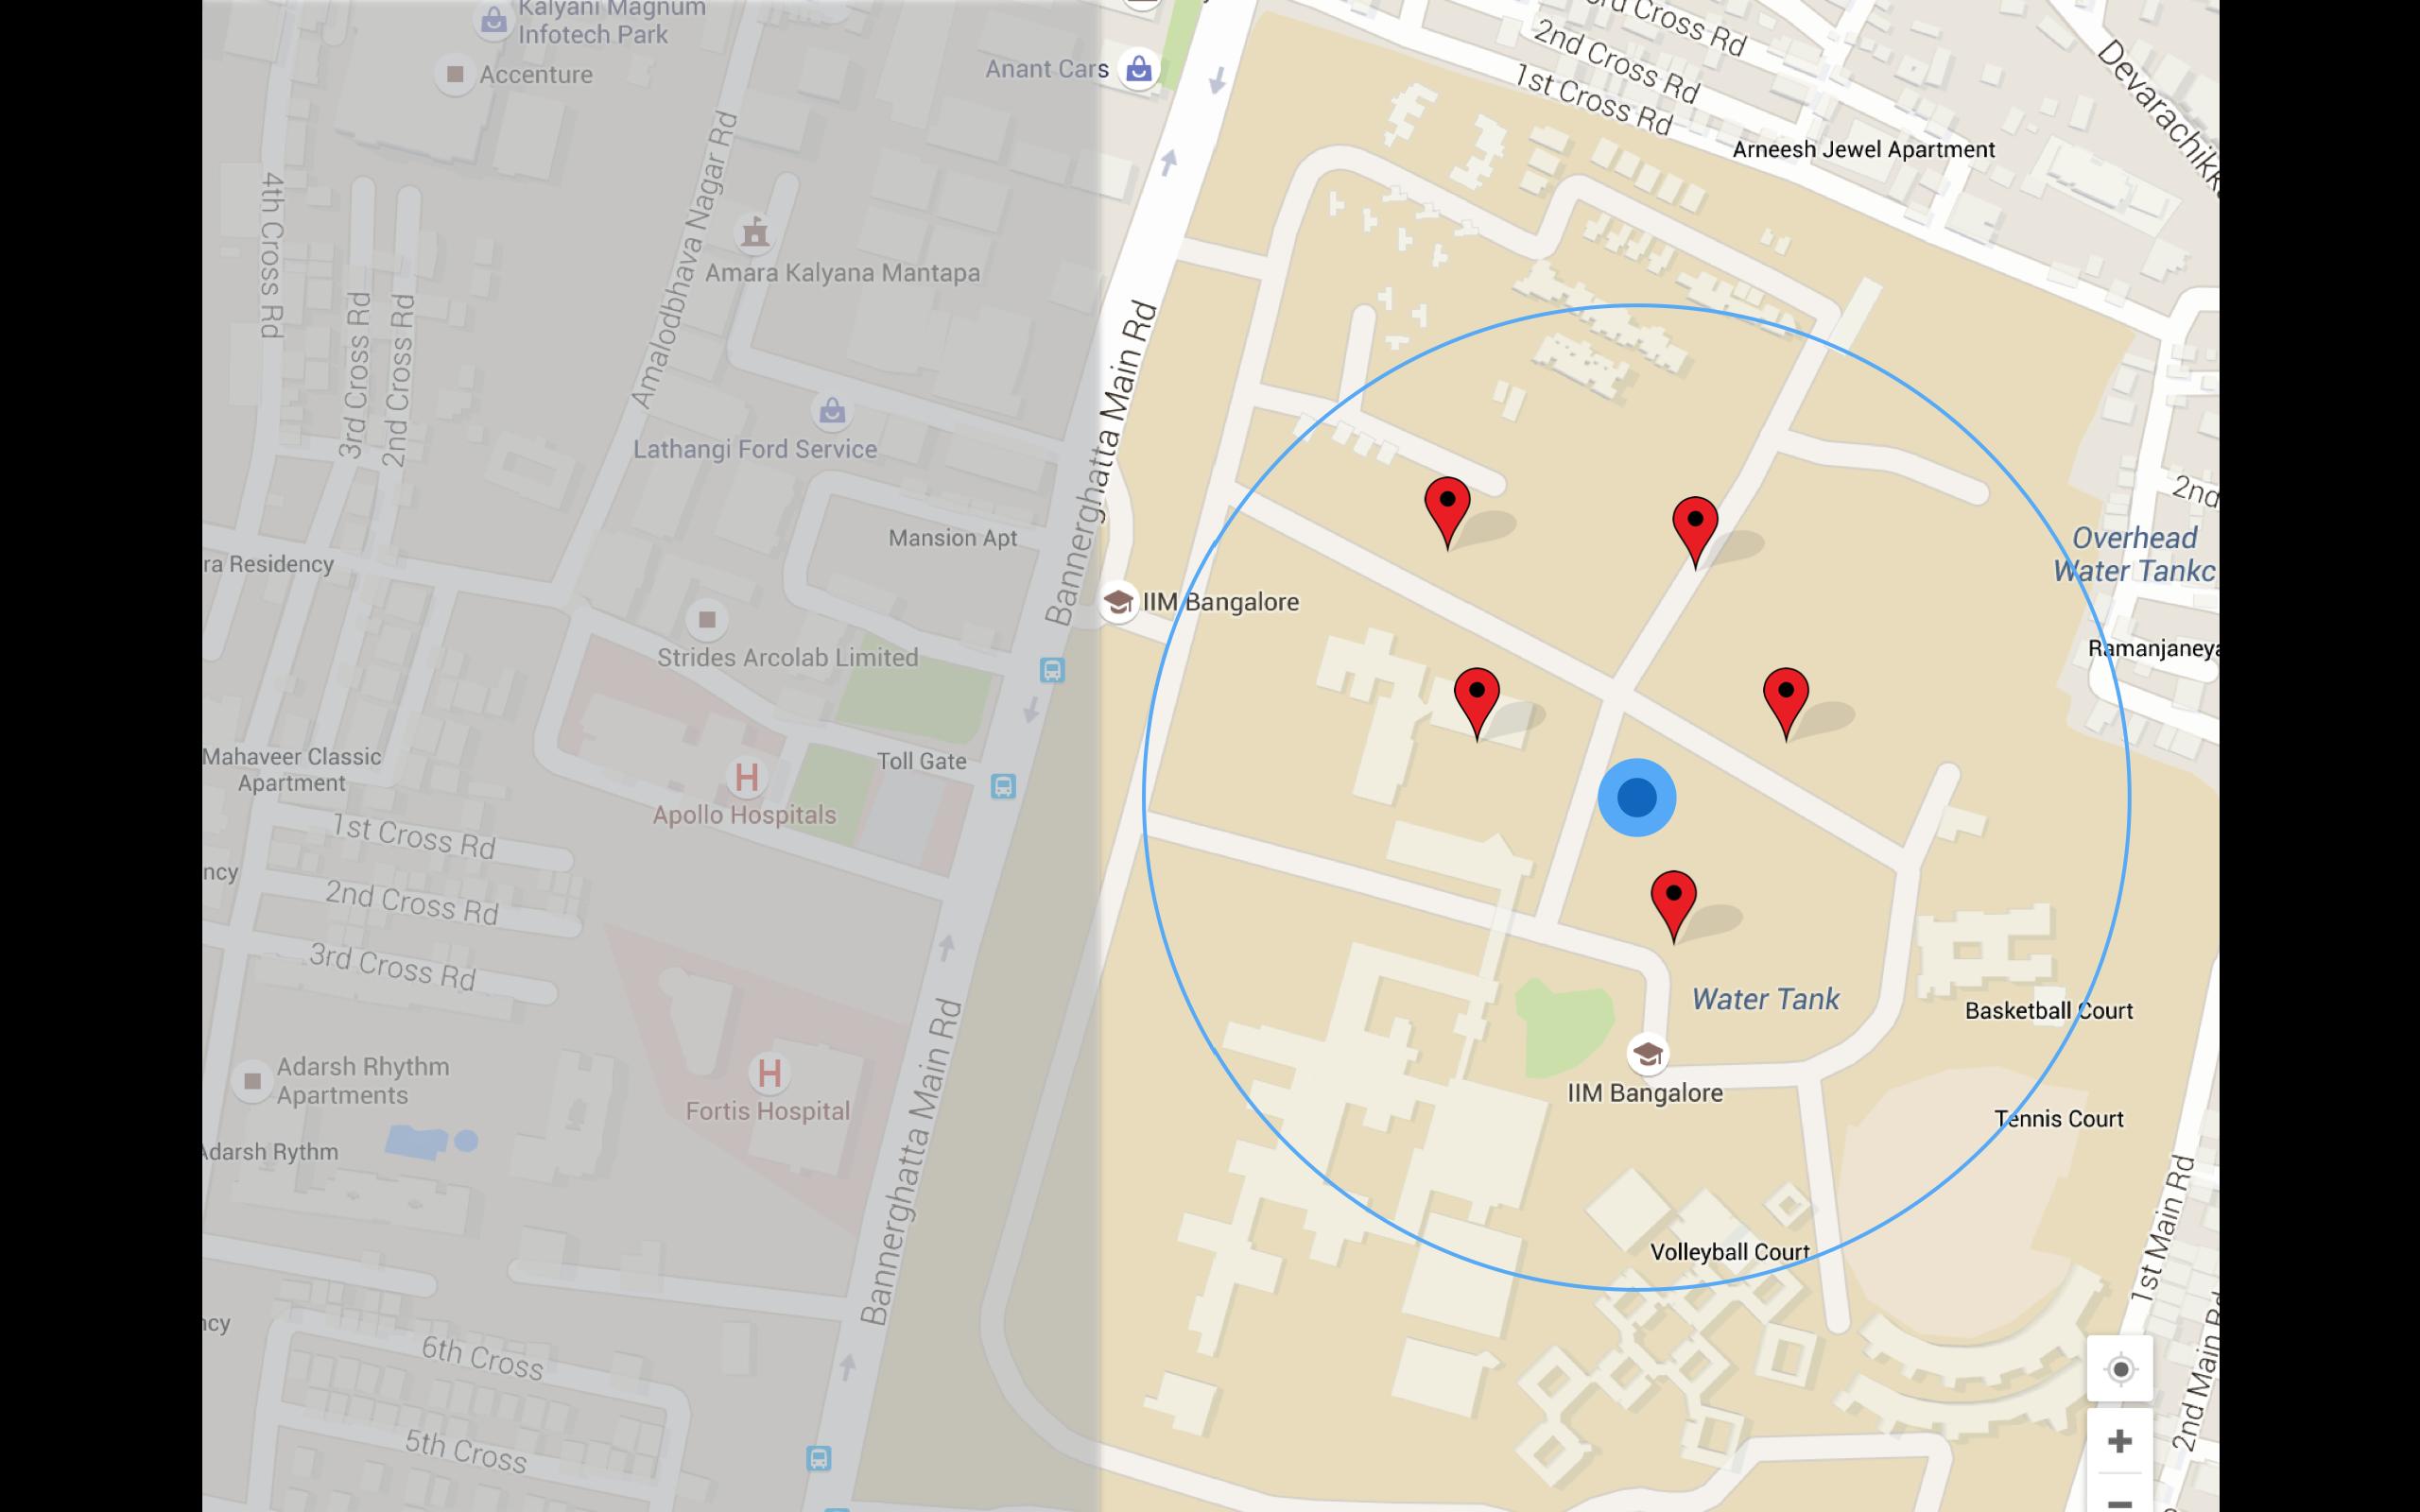 Kalyani Magnum
Infotech Park
Accenture
Anant Cars
2nd Cross Rd
1st Cross Rd
Arneesh Jewel Apartment
4th Cross Rd
3rd Cross Rd
2nd Cross Rd
Amalodbhava Nagar Rd
Amara Kalyana Mantapa
Lathangi Ford Service
Bannerghatta Main Rd
Mansion Apt
ra Residency
IIM Bangalore
Strides Arcolab Limited
2nd
Overhead
Water Tankc
Ramanjaneya
Mahaveer Classic
Apartment
Toll Gate
H
Apollo Hospitals
1st Cross Rd
ncy
2nd Cross Rd
3rd Cross Rd
Water Tank
Basketball Court
IIM Bangalore
Adarsh Rhythm
Apartments
H
Fortis Hospital
Bannerghatta Main Rd
Tennis Court
Adarsh Rythm
Volleyball Court
1st Main Rd
ncy
6th Cross
5th Cross
2nd Main Rd